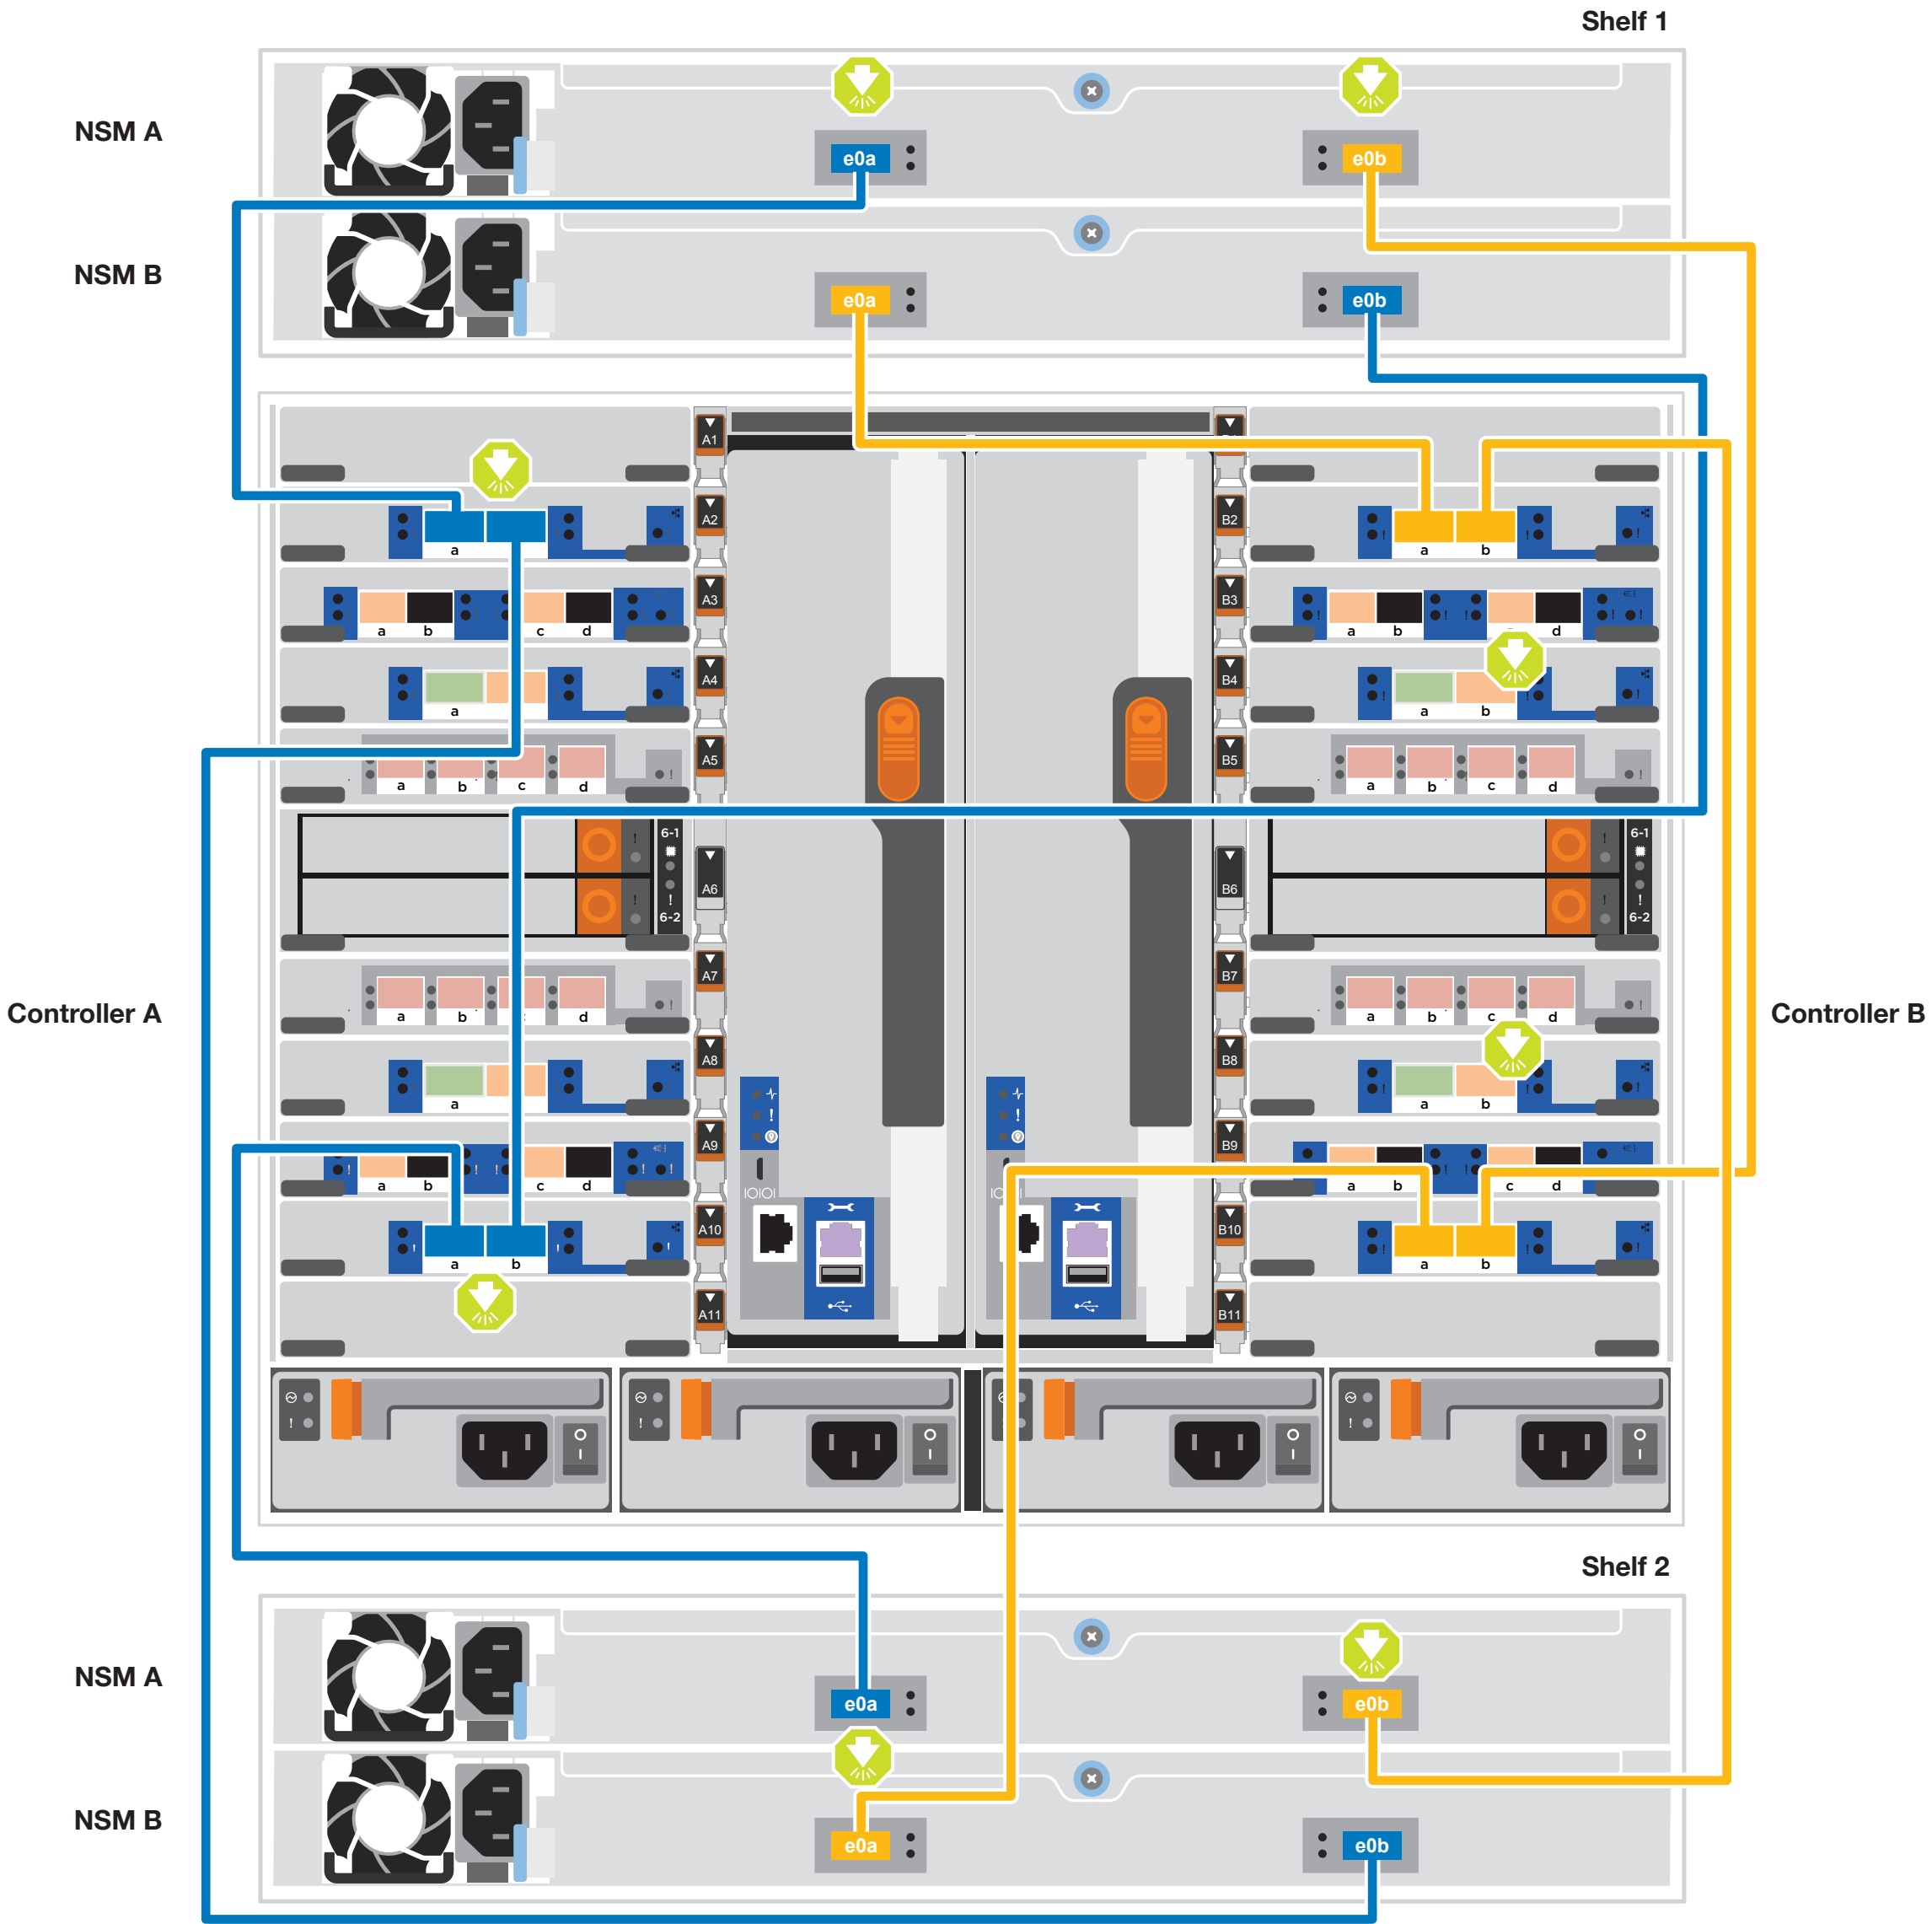 Shelf 1
NSM A
e0a e0b
NSM B
e0a e0b
A1
A2 B2
a a b
A3 B3
a b c d a b d
A4 B4
a a b
A5 B5
a b c d a b c d
6-1 6-1
A6 B6
! !
6-2 6-2
A7 B7
a b d a b c d
Controller A Controller B
A8 B8
a a b
A9 B9
a b c d a b c d
IOIOI
A10 B10
a b a b
A11 B11
Shelf 2
NSM A
e0a e0b
NSM B
e0a e0b